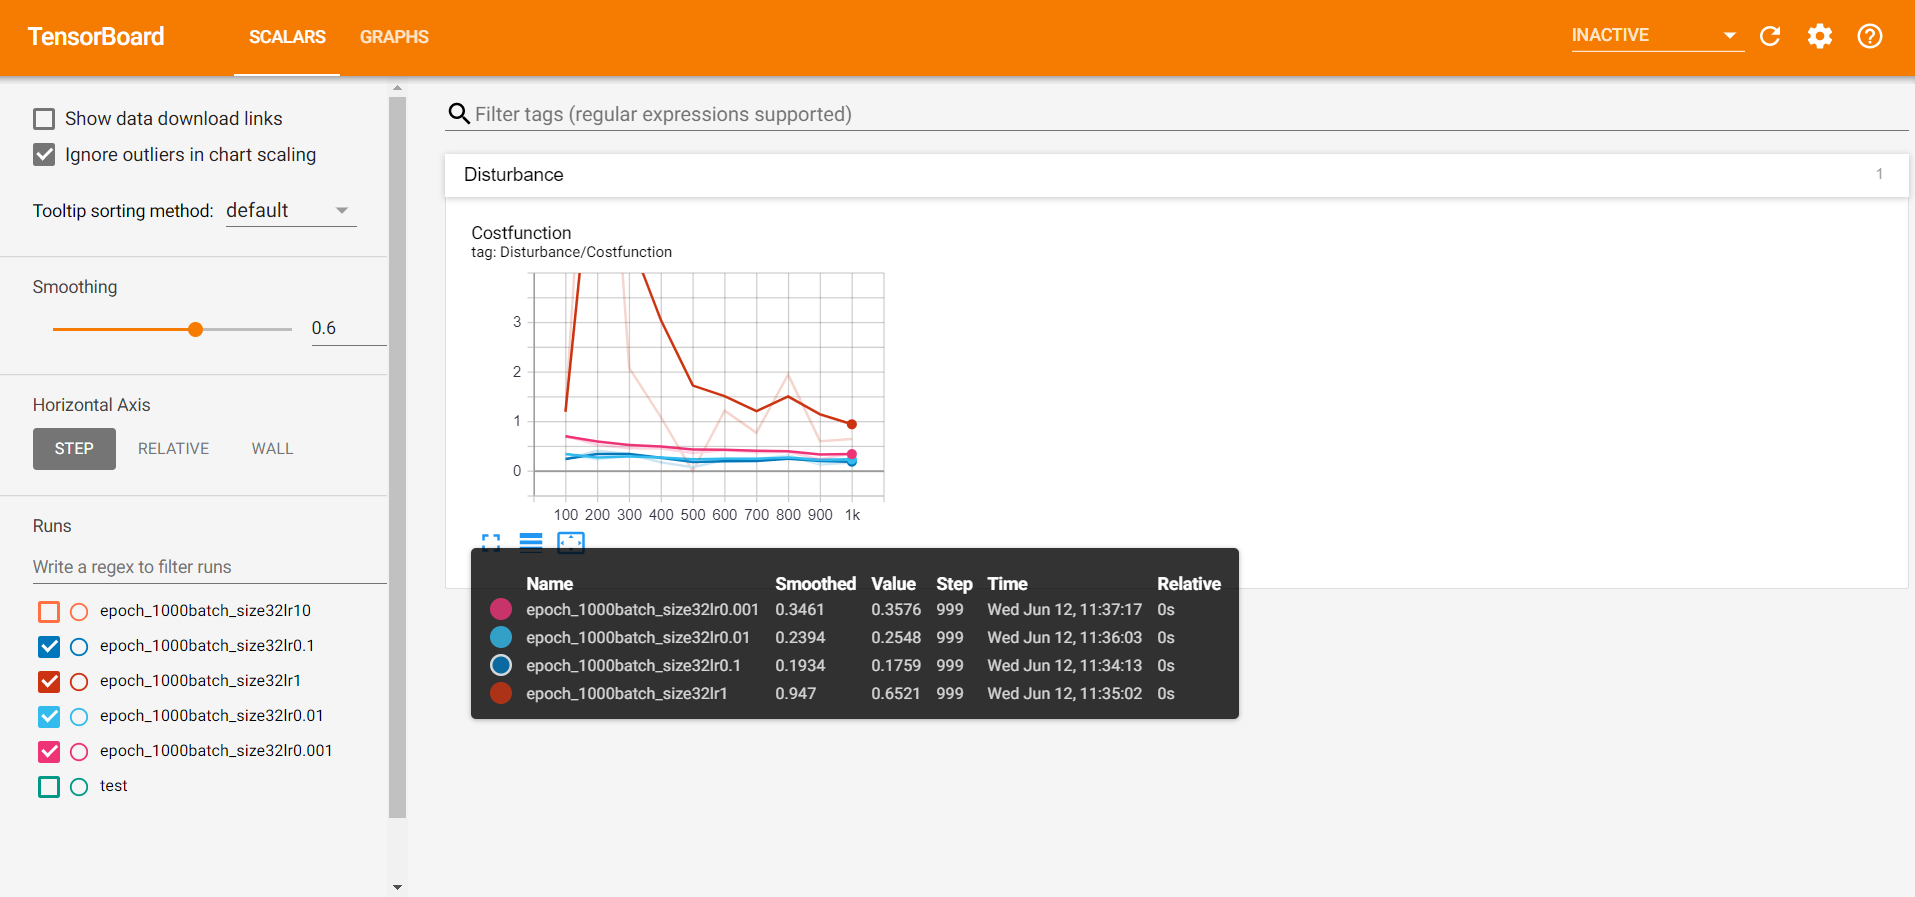 TensorBoard SCALARS GRAPHS INACTIVE
Show data download links
Ignore outliers in chart scaling
Tooltip sorting method: default
Smoothing
0.6
Horizontal Axis
STEP RELATIVE WALL
Runs
Write a regex to filter runs
epoch_1000batch_size32lr10
epoch_1000batch_size32lr0.1
epoch_1000batch_size32lr1
epoch_1000batch_size32lr0.01
epoch_1000batch_size32lr0.001
test
Filter tags (regular expressions supported)
Disturbance 1
Costfunction
tag: Disturbance/Costfunction
3
2
1
0
100 200 300 400 500 600 700 800 900 1k
Name Smoothed Value Step Time Relative
epoch_1000batch_size32lr0.001 0.3461 0.3576 999 Wed Jun 12, 11:37:17 0s
epoch_1000batch_size32lr0.01 0.2394 0.2548 999 Wed Jun 12, 11:36:03 0s
epoch_1000batch_size32lr0.1 0.1934 0.1759 999 Wed Jun 12, 11:34:13 0s
epoch_1000batch_size32lr1 0.947 0.6521 999 Wed Jun 12, 11:35:02 0s